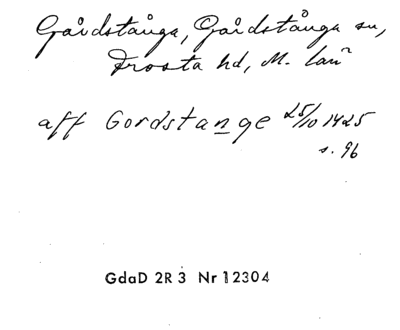 Gårdstånga, Gårdstånga sn,
Frosta hd, M. län
aff Gordstange 25/10 1425
s. 96
GdaD 2R 3 Nr 12304